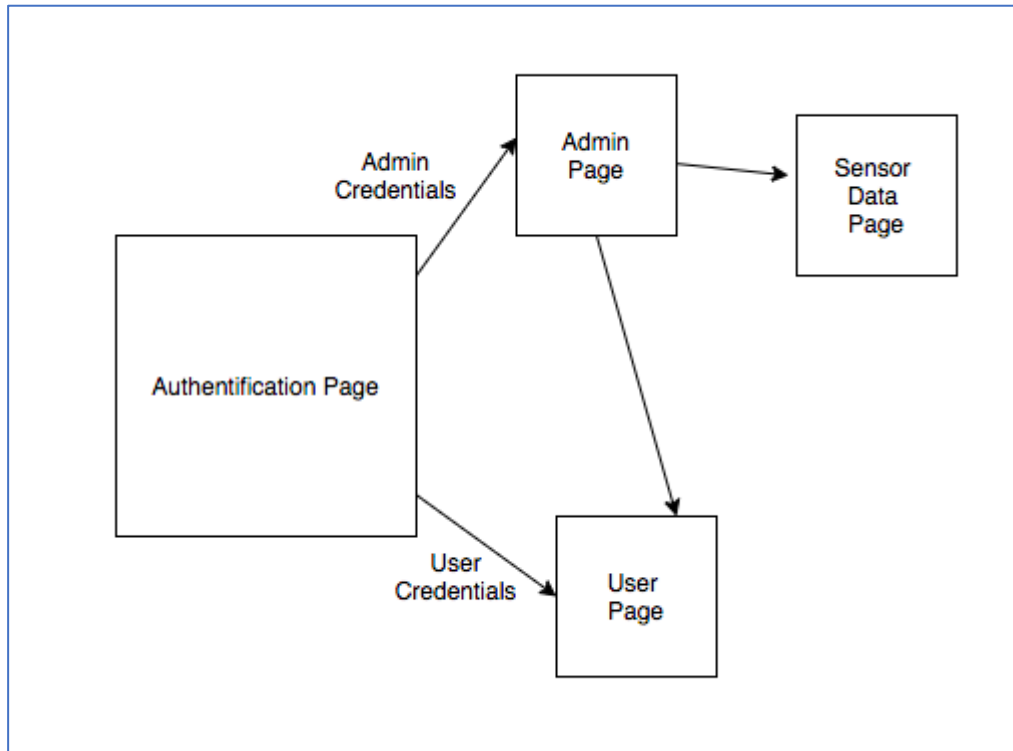 Admin
Credentials
Admin
Page
Sensor
Data
Page
Authentification Page
User
Credentials
User
Page